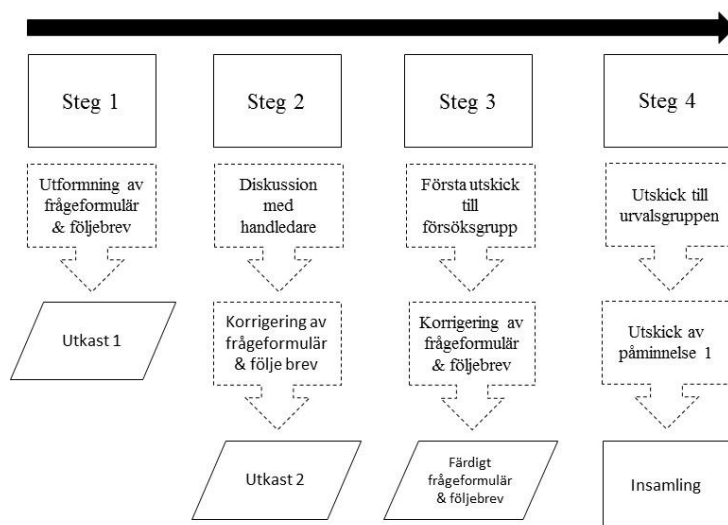 Steg 1
Steg 2
Steg 3
Steg 4
Utformning av
frågeformulär
& följebrev
Diskussion
med
handledare
Första utskick
till
försöksgrupp
Utskick till
urvalsgruppen
Utkast 1
Korrigering av
frågeformulär
& följe brev
Korrigering av
frågeformulär
& följebrev
Utskick av
påminnelse 1
Utkast 2
Färdigt
frågeformulär
& följebrev
Insamling